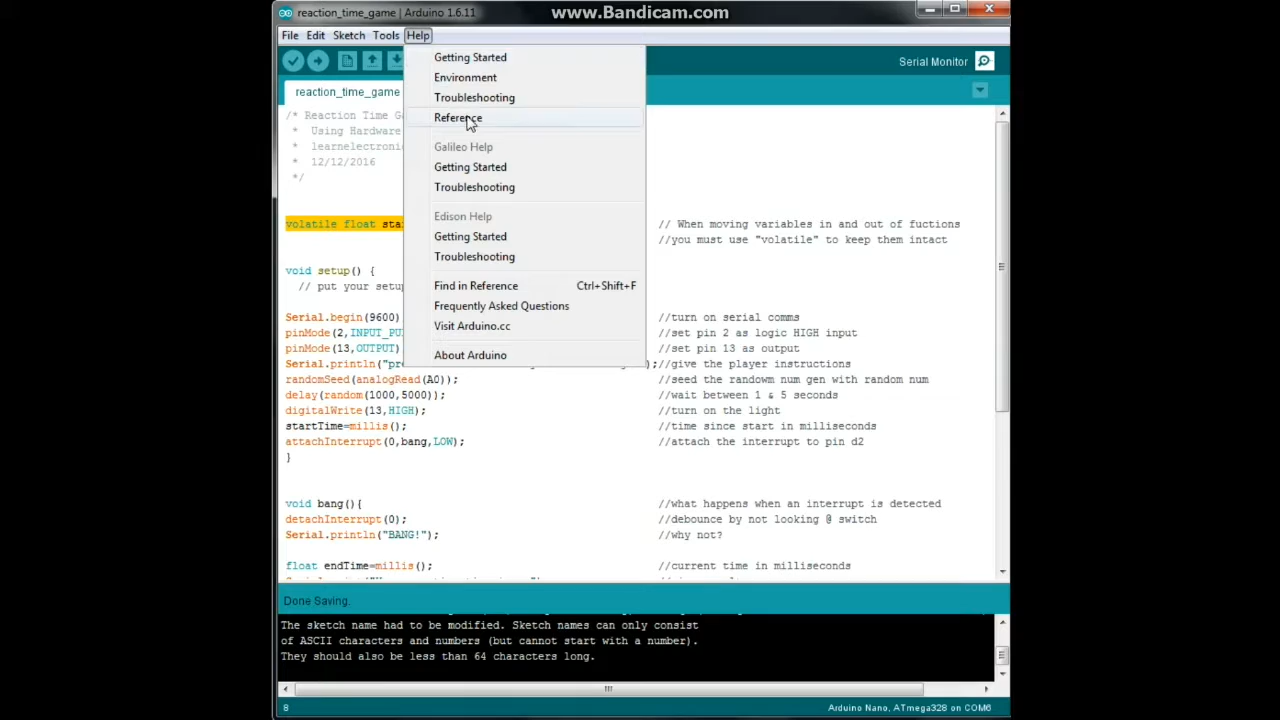 reaction_time_game | Arduino 1.6.11
www.Bandicam.com
File Edit Sketch Tools Help
Serial Monitor
reaction_time_game
Getting Started
Environment
Troubleshooting
Reference
Galileo Help
Getting Started
Troubleshooting
Edison Help
Getting Started
Troubleshooting
Find in Reference Ctrl+Shift+F
Frequently Asked Questions
Visit Arduino.cc
About Arduino
/* Reaction Time
* Using Hardware
*
* 12/12/2016
*/
volatile float // When moving variables in and out of fuctions
//you must use "volatile" to keep them intact
void setup() {
// put your
Serial.begin(9600) //turn on serial comms
pinMode(2, //set pin 2 as logic HIGH input
pinMode(13,OUTPUT) //set pin 13 as output
Serial.println( );//give the player instructions
randomSeed(analogRead(A0)); //seed the randowm num gen with random num
delay(random(1000,5000)); //wait between 1 & 5 seconds
digitalWrite(13,HIGH); //turn on the light
startTime=millis(); //time since start in milliseconds
attachInterrupt(0,bang,LOW); //attach the interrupt to pin d2
}
void bang(){ //what happens when an interrupt is detected
detachInterrupt(0); //debounce by not looking @ switch
Serial.println("BANG!"); //why not?
float endTime=millis(); //current time in milliseconds
Done Saving.
The sketch name had to be modified. Sketch names can only consist
of ASCII characters and numbers (but cannot start with a number).
They should also be less than 64 characters long.
8 Arduino Nano, ATmega328 on COM6